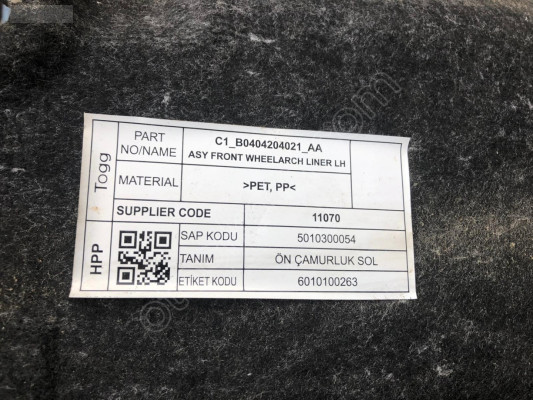 Togg
HPP
PART NO/NAME
C1_B0404204021_AA
ASY FRONT WHEELARCH LINER LH
MATERIAL
>PET, PP<
SUPPLIER CODE 11070
SAP KODU 5010300054
TANIM ÖN ÇAMURLUK SOL
ETİKET KODU 6010100263